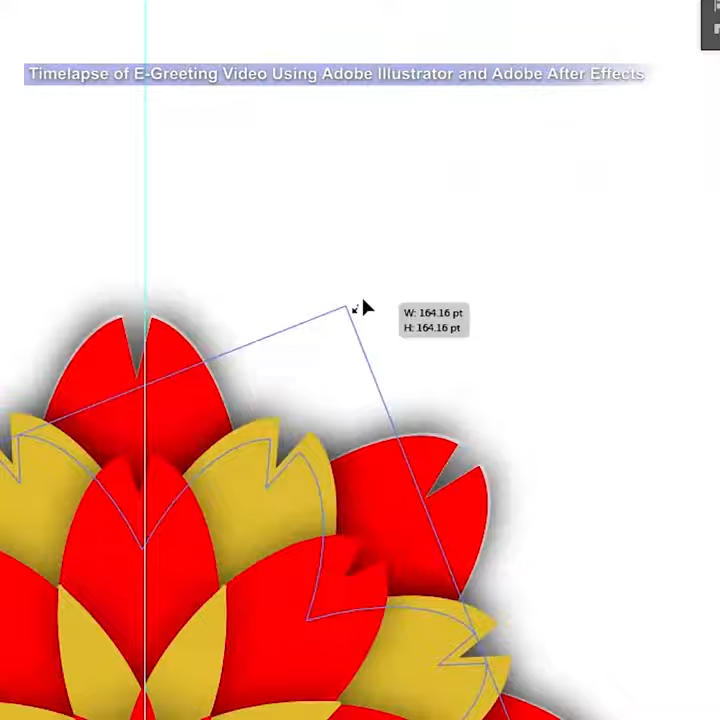 Timelapse of E-Greeting Video Using Adobe Illustrator and Adobe After Effects
W: 164.16 pt
H: 164.16 pt